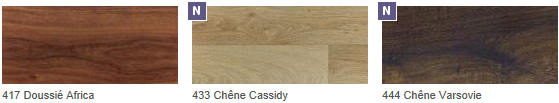 N
N
417 Doussié Africa
433 Chêne Cassidy
444 Chêne Varsovie